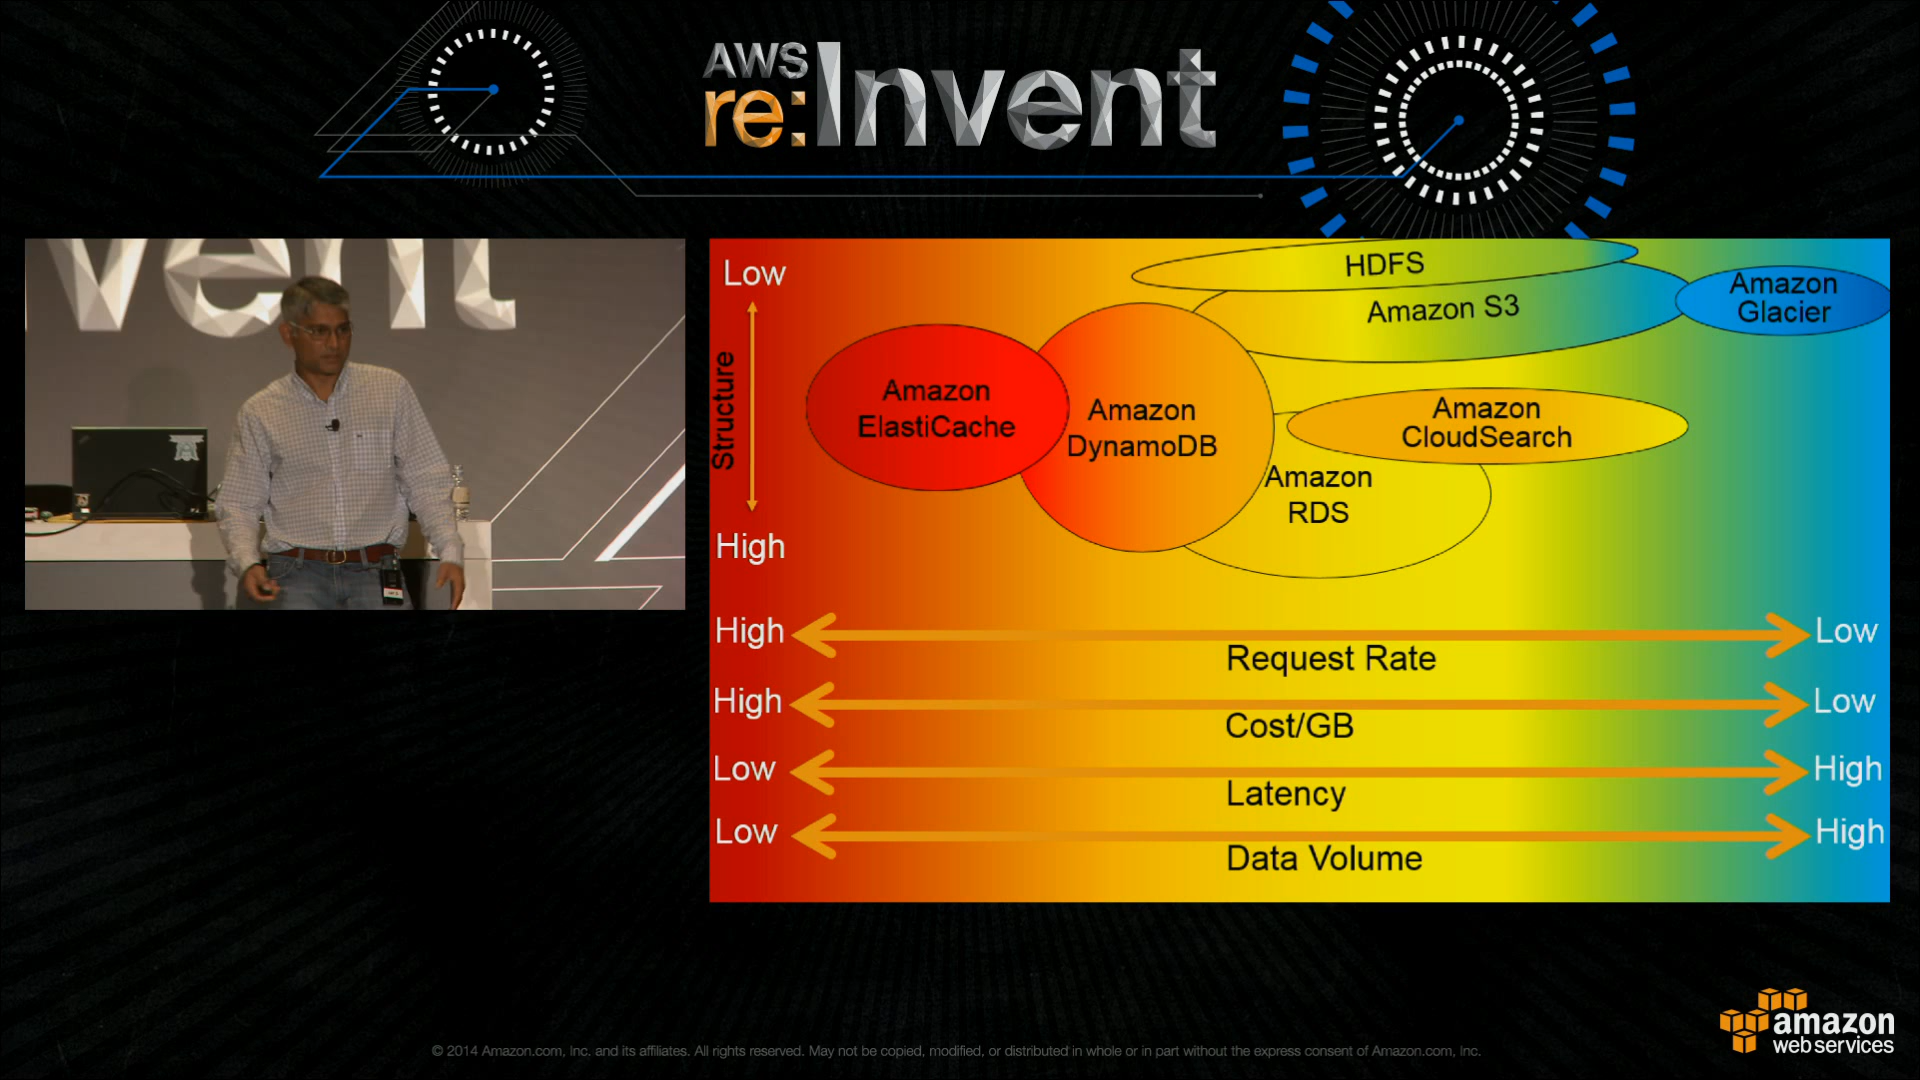 AWS
re:Invent
vent
Low
Structure
High
HDFS
Amazon S3
Amazon
Glacier
Amazon
ElastiCache
Amazon
DynamoDB
Amazon
CloudSearch
Amazon
RDS
High
Low
Request Rate
High
Low
Cost/GB
Low
High
Latency
Low
High
Data Volume
amazon
web services
© 2014 Amazon.com, Inc. and its affiliates. All rights reserved. May not be copied, modified, or distributed in whole or in part without the express consent of Amazon.com, Inc.